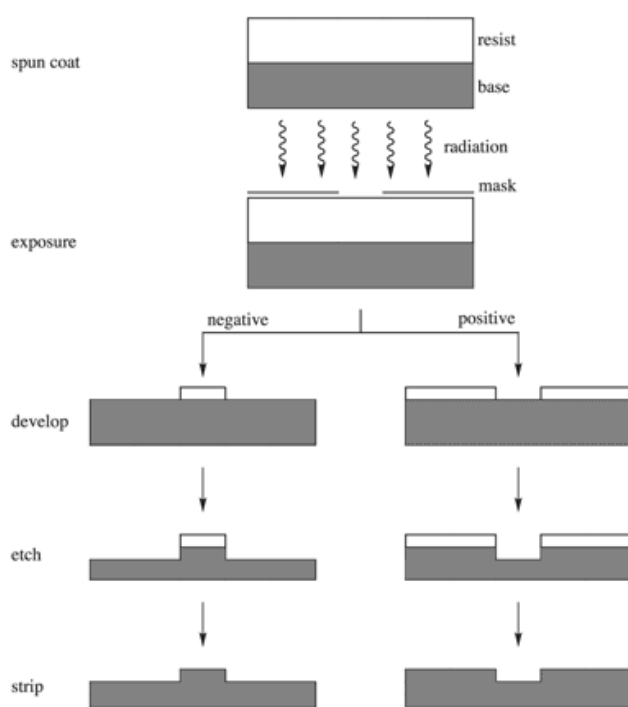 resist
spun coat
base
radiation
mask
exposure
negative
positive
develop
etch
strip